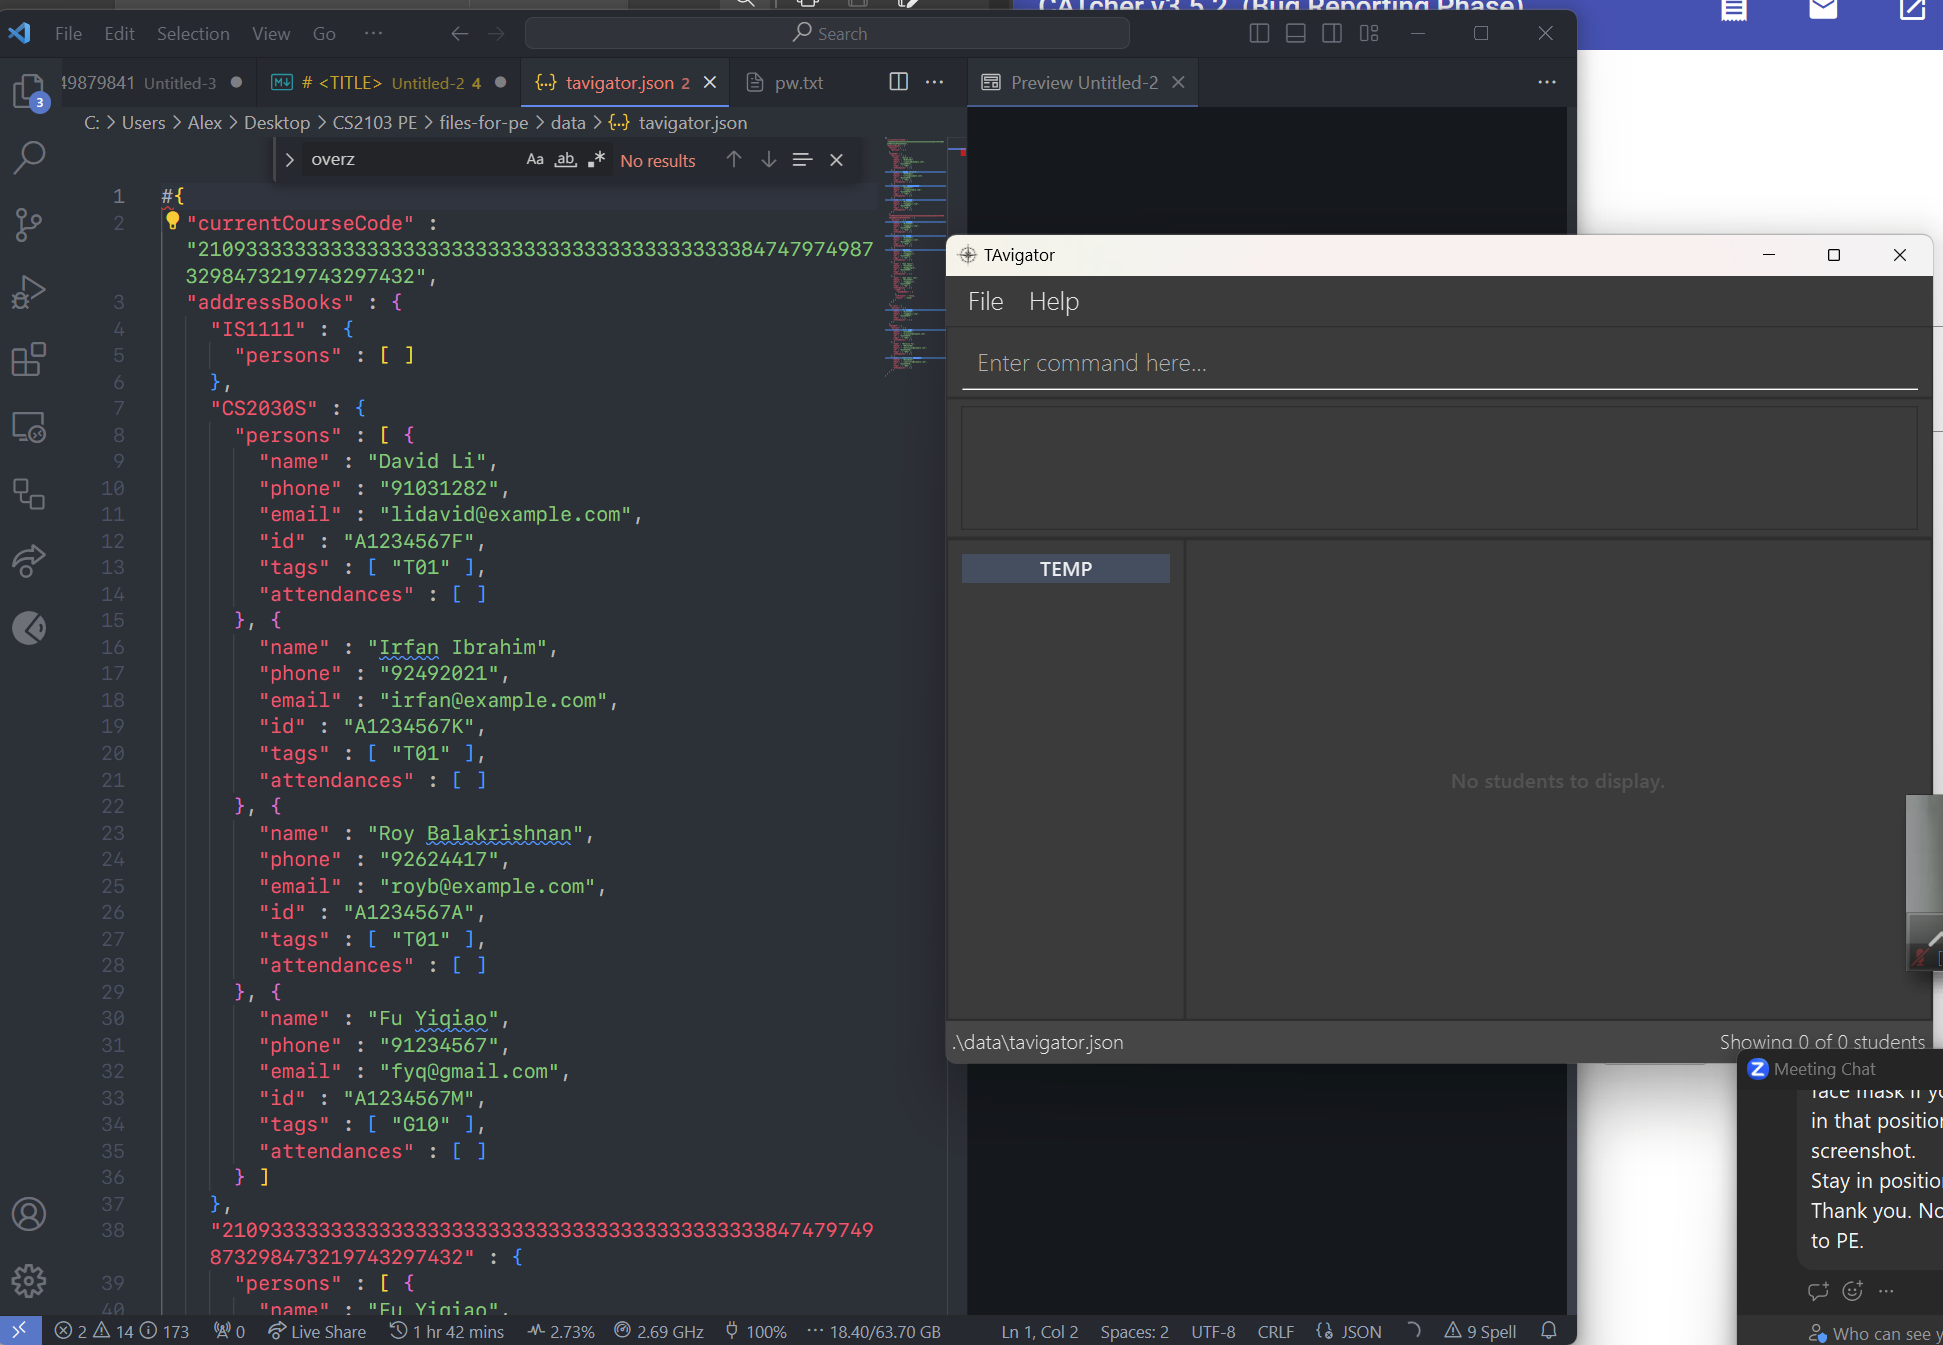 CATcher v3.5.2 (Bug Reporting Phase)
File Edit Selection View Go ··· Search
49879841 Untitled-3 # <TITLE> Untitled-2 4 tavigator.json 2 pw.txt
Preview Untitled-2
C: > Users > Alex > Desktop > CS2103 PE > files-for-pe > data > {··} tavigator.json
overz Aa ab No results
3
1 #{
2 "currentCourseCode" :
3 "addressBooks" : {
4 "IS1111" : {
5 "persons" : [ ]
6 },
7 "CS2030S" : {
8 "persons" : [ {
9 "name" : "David Li",
10 "phone" : "91031282",
11 "email" : "lidavid@example.com",
12 "id" : "A1234567F",
13 "tags" : [ "T01" ],
14 "attendances" : [ ]
15 }, {
16 "name" : "Irfan Ibrahim",
17 "phone" : "92492021",
18 "email" : "irfan@example.com",
19 "id" : "A1234567K",
20 "tags" : [ "T01" ],
21 "attendances" : [ ]
22 }, {
23 "name" : "Roy Balakrishnan",
24 "phone" : "92624417",
25 "email" : "royb@example.com",
26 "id" : "A1234567A",
27 "tags" : [ "T01" ],
28 "attendances" : [ ]
29 }, {
30 "name" : "Fu Yiqiao",
31 "phone" : "91234567",
32 "email" : "fyq@gmail.com",
33 "id" : "A1234567M",
34 "tags" : [ "G10" ],
35 "attendances" : [ ]
36 } ]
37 },
38
873298473219743297432" : {
39 "persons" : [ {
40 "name" : "Fu Yiqiao",
TAvigator
File Help
Enter command here...
TEMP
No students to display.
.\data\tavigator.json Showing 0 of 0 students
Meeting Chat
face mask if yo
in that position
screenshot.
Stay in position
Thank you. No
to PE.
Who can see y
2 14 173 0 Live Share 1 hr 42 mins 2.73% 2.69 GHz 100% 18.40/63.70 GB Ln 1, Col 2 Spaces: 2 UTF-8 CRLF JSON 9 Spell